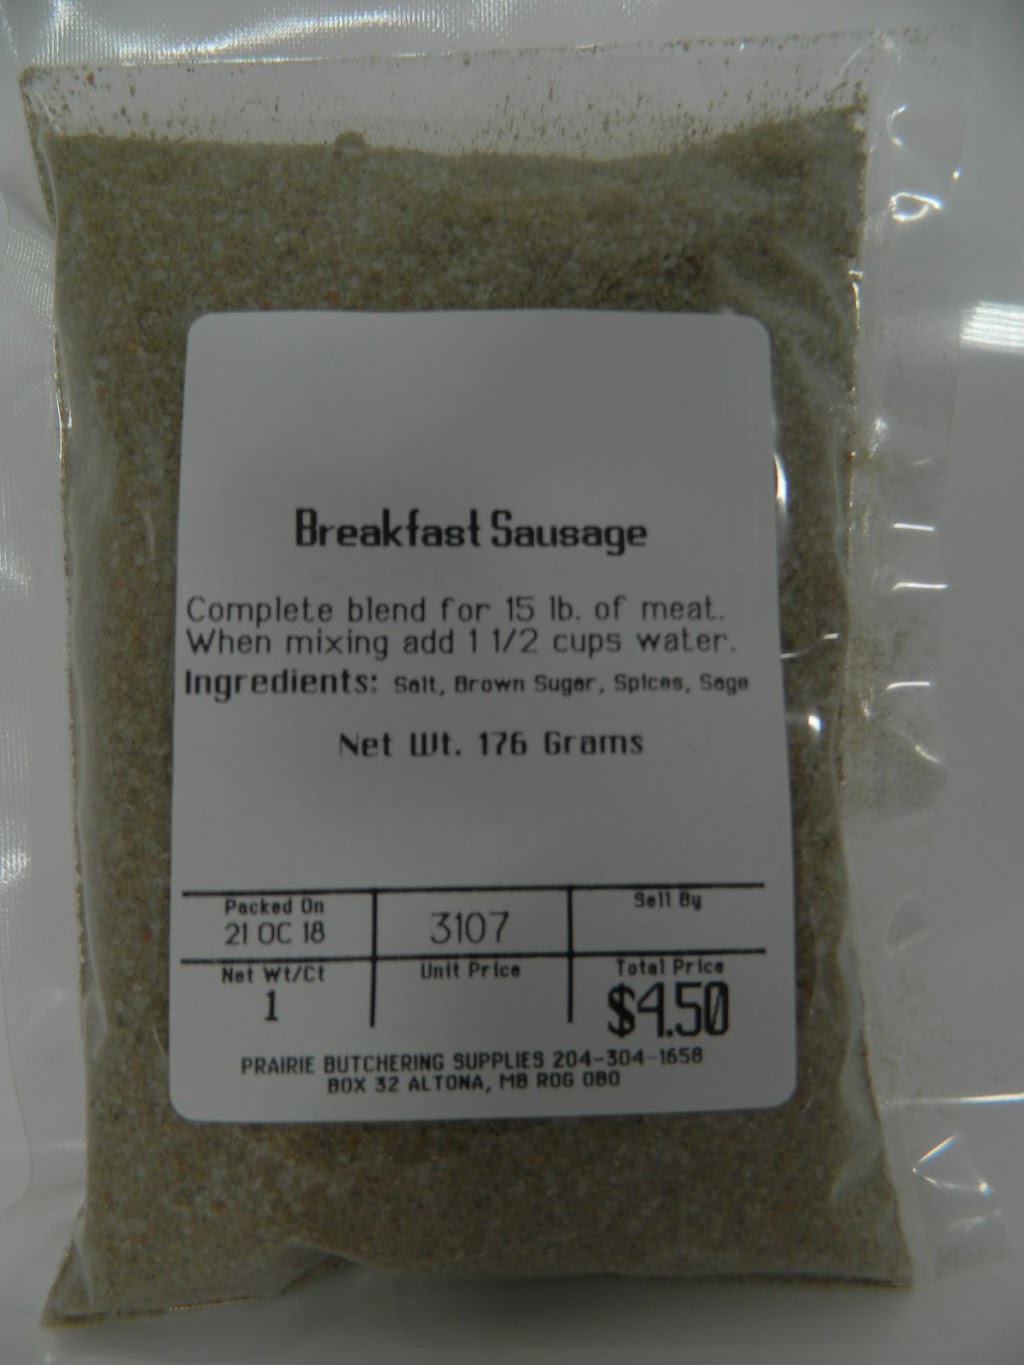 Breakfast Sausage
Complete blend for 15 lb. of meat.
When mixing add 1 1/2 cups water.
Ingredients: Salt, Brown Sugar, Spices, Sage
Net Wt. 176 Grams
Packed On
21 OC 18
3107
Sell By
Net Wt/Ct
1
Unit Price
Total Price
$4.50
PRAIRIE BUTCHERING SUPPLIES 204-304-1658
BOX 32 ALTONA, MB ROG OBO